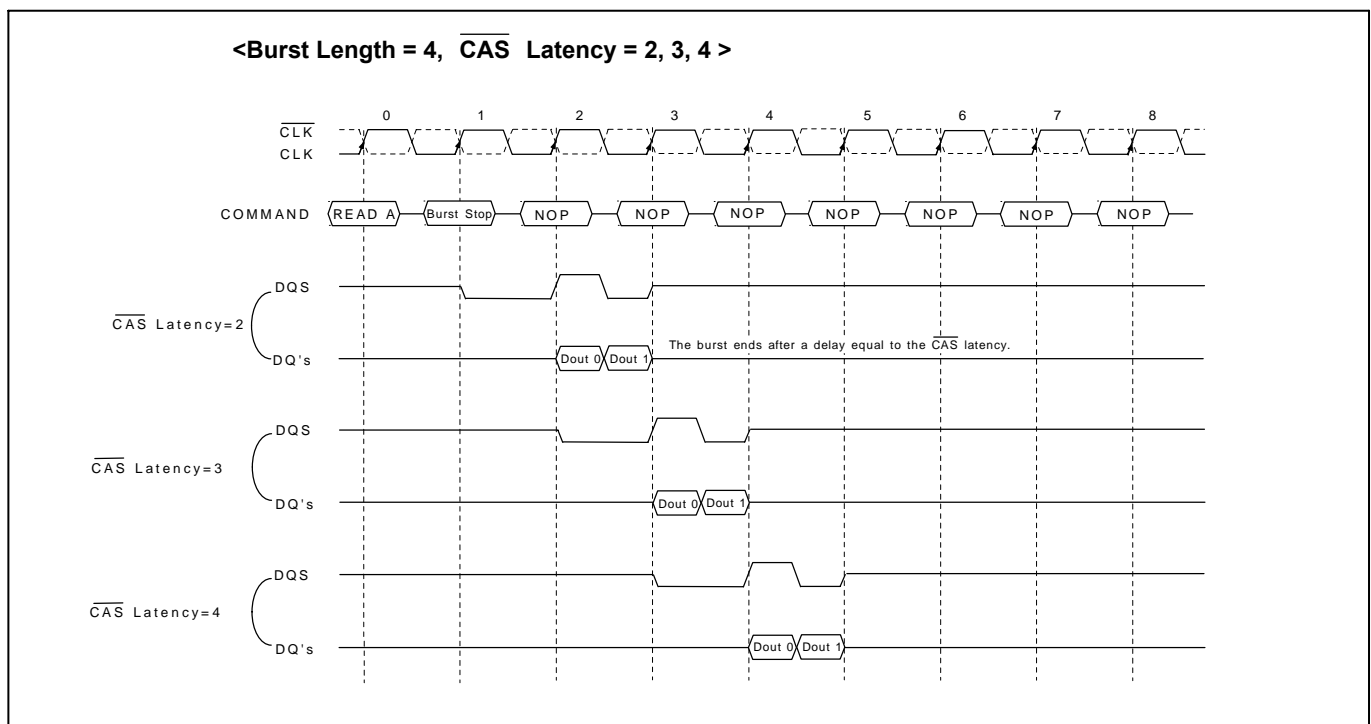 <Burst Length = 4, CAS Latency = 2, 3, 4 >
0 1 2 3 4 5 6 7 8
CLK
CLK
COMMAND READ A Burst Stop NOP NOP NOP NOP NOP NOP NOP
DQS
CAS Latency=2
DQ's Dout 0 Dout 1 The burst ends after a delay equal to the CAS latency.
DQS
CAS Latency=3
DQ's Dout 0 Dout 1
DQS
CAS Latency=4
DQ's Dout 0 Dout 1